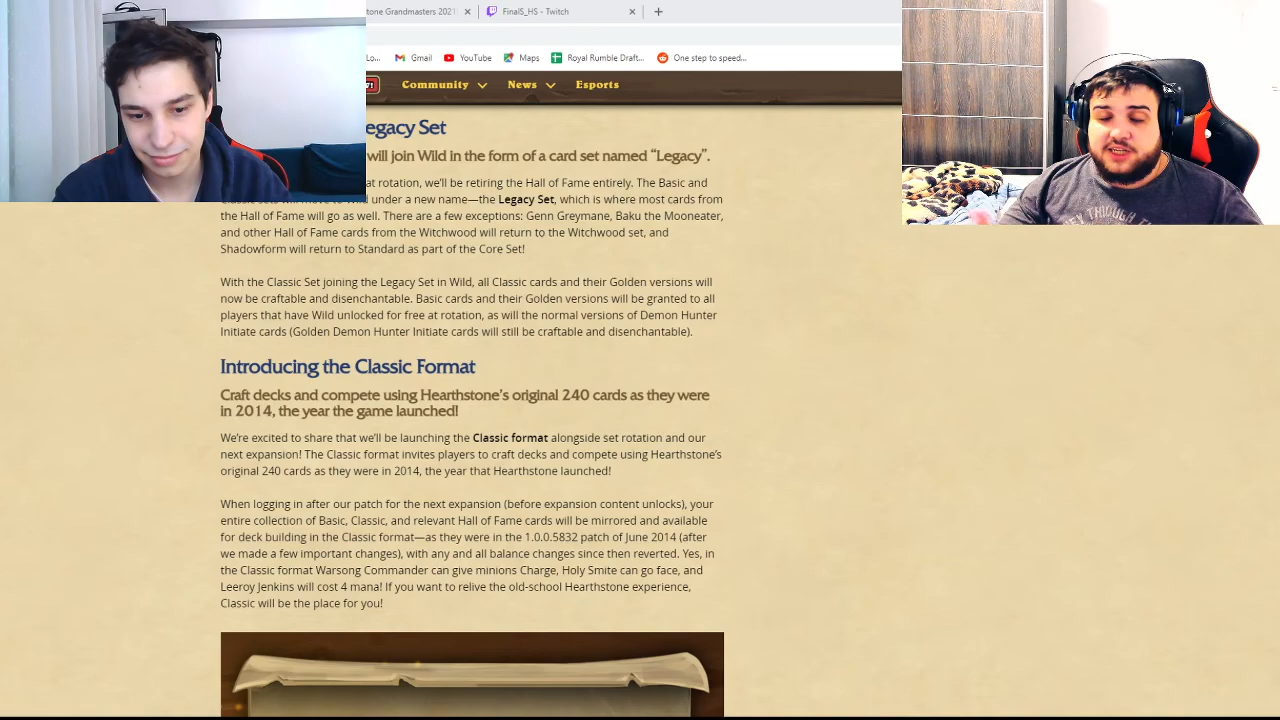 tone Grandmasters 2021
FinalS_HS - Twitch
Lo...
Gmail
YouTube
Maps
Royal Rumble Draft...
One step to speed...
Community
News
Esports
egacy Set
will join Wild in the form of a card set named “Legacy”.
at rotation, we’ll be retiring the Hall of Fame entirely. The Basic and
under a new name—the Legacy Set, which is where most cards from
the Hall of Fame will go as well. There are a few exceptions: Genn Greymane, Baku the Mooneater,
and other Hall of Fame cards from the Witchwood will return to the Witchwood set, and
Shadowform will return to Standard as part of the Core Set!
With the Classic Set joining the Legacy Set in Wild, all Classic cards and their Golden versions will
now be craftable and disenchantable. Basic cards and their Golden versions will be granted to all
players that have Wild unlocked for free at rotation, as will the normal versions of Demon Hunter
Initiate cards (Golden Demon Hunter Initiate cards will still be craftable and disenchantable).
Introducing the Classic Format
Craft decks and compete using Hearthstone’s original 240 cards as they were
in 2014, the year the game launched!
We’re excited to share that we’ll be launching the Classic format alongside set rotation and our
next expansion! The Classic format invites players to craft decks and compete using Hearthstone’s
original 240 cards as they were in 2014, the year that Hearthstone launched!
When logging in after our patch for the next expansion (before expansion content unlocks), your
entire collection of Basic, Classic, and relevant Hall of Fame cards will be mirrored and available
for deck building in the Classic format—as they were in the 1.0.0.5832 patch of June 2014 (after
we made a few important changes), with any and all balance changes since then reverted. Yes, in
the Classic format Warsong Commander can give minions Charge, Holy Smite can go face, and
Leeroy Jenkins will cost 4 mana! If you want to relive the old-school Hearthstone experience,
Classic will be the place for you!